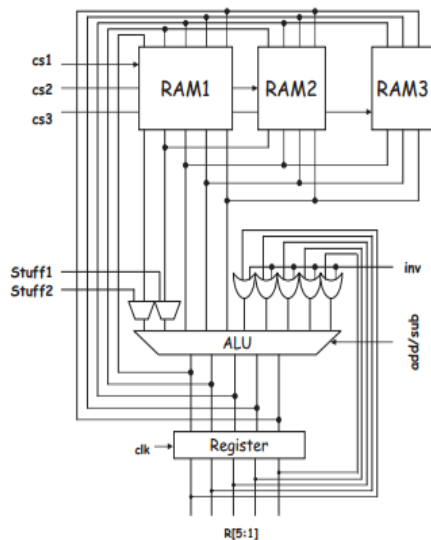 cs1
cs2
cs3
RAM1
RAM2
RAM3
Stuff1
Stuff2
inv
ALU
add/sub
clk
Register
R[5:1]